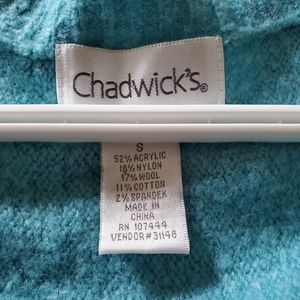 Chadwick's®
S
52% ACRYLIC
18% NYLON
17% WOOL
11% COTTON
2% SPANDEX
MADE IN
CHINA
RN 107444
VENDOR#31148